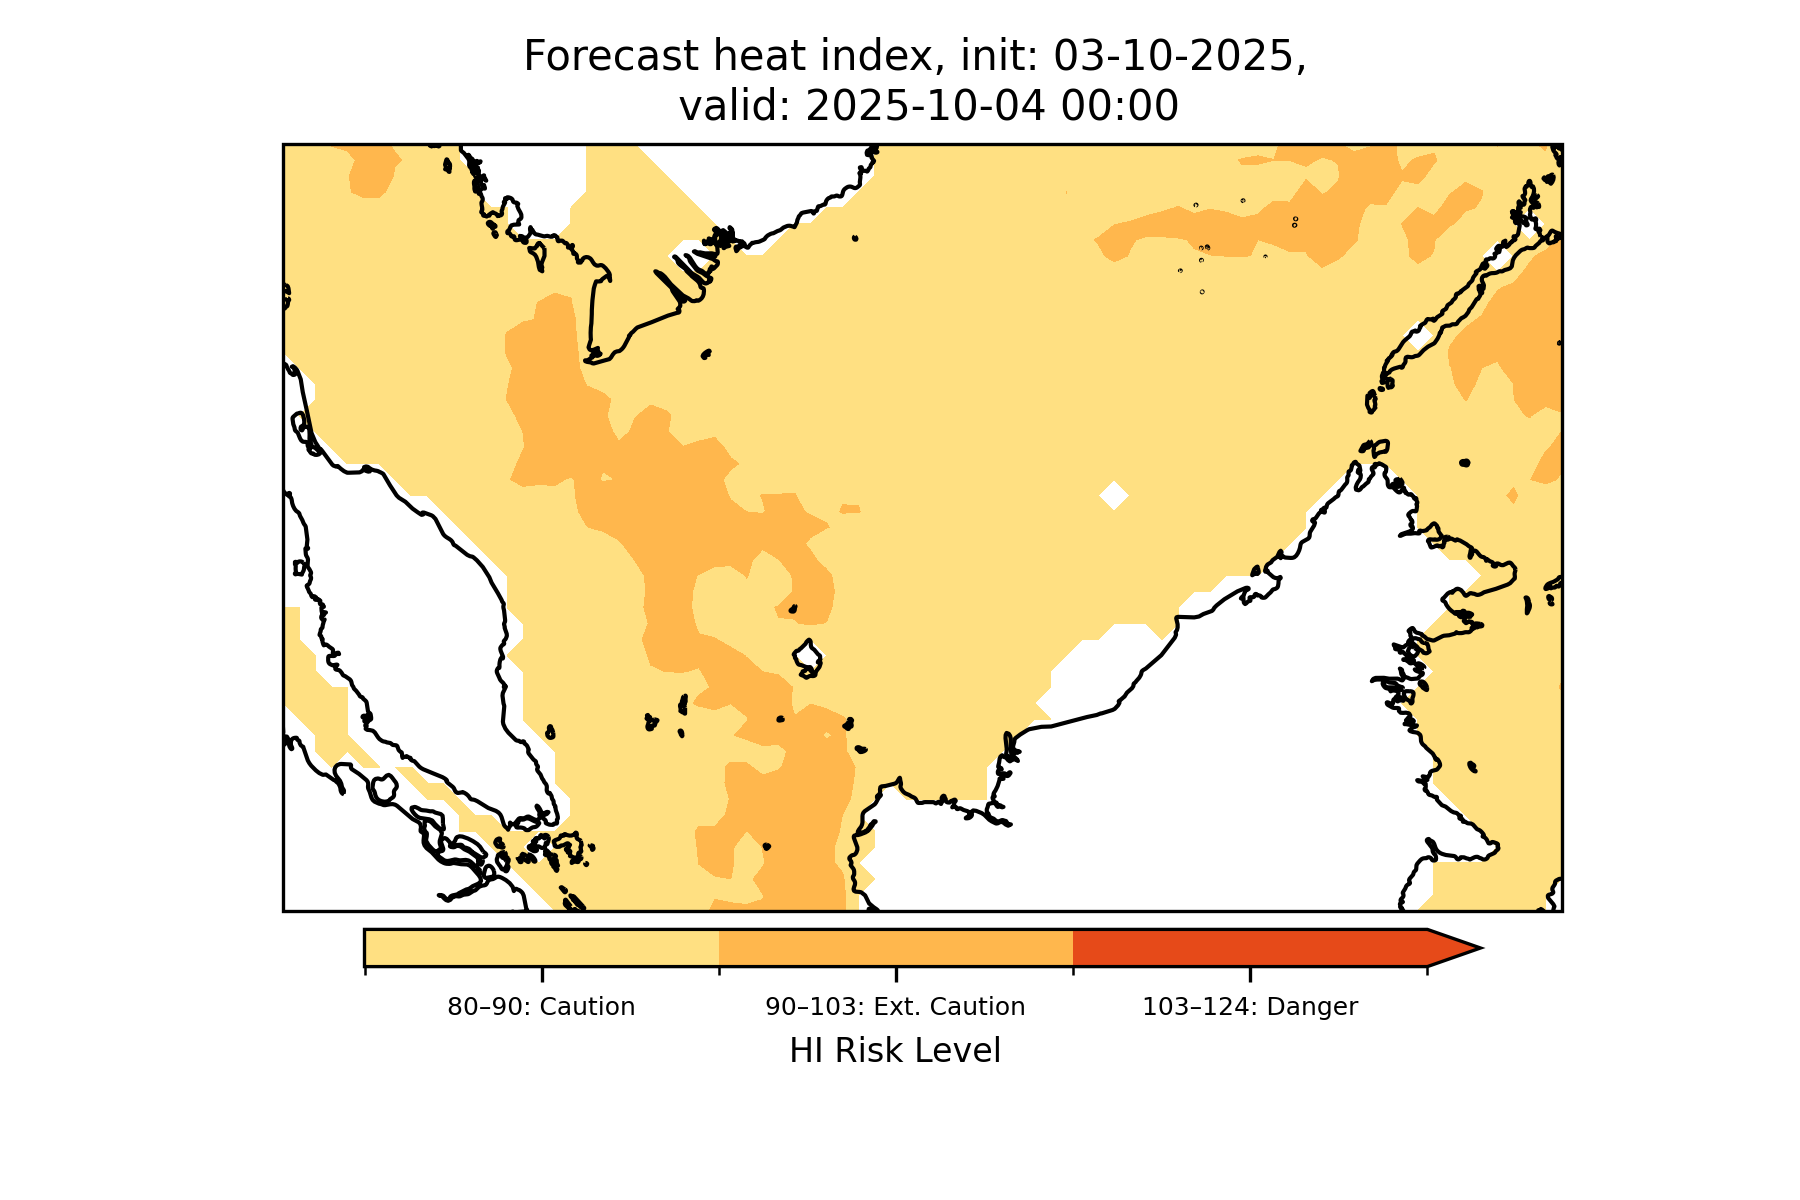 Forecast heat index, init: 03-10-2025,
valid: 2025-10-04 00:00
80–90: Caution
90–103: Ext. Caution
103–124: Danger
HI Risk Level